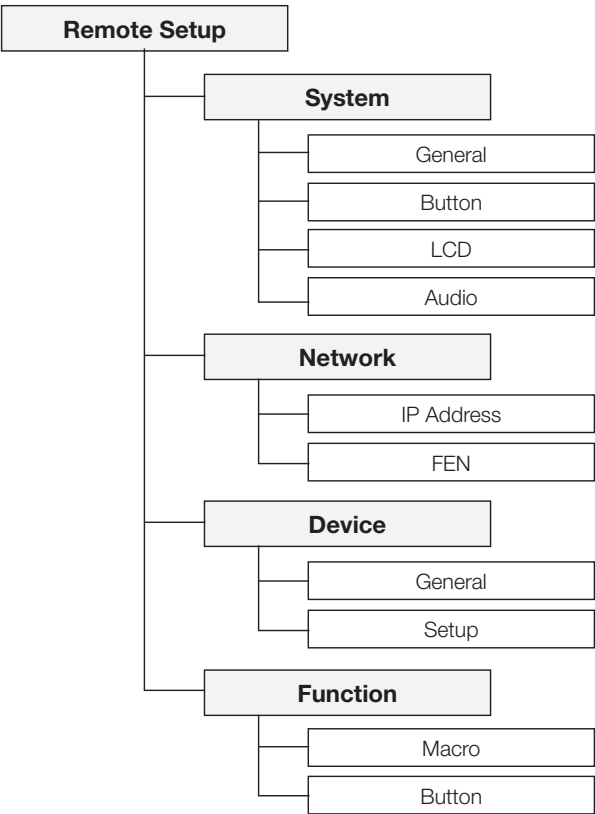 Remote Setup
System
General
Button
LCD
Audio
Network
IP Address
FEN
Device
General
Setup
Function
Macro
Button